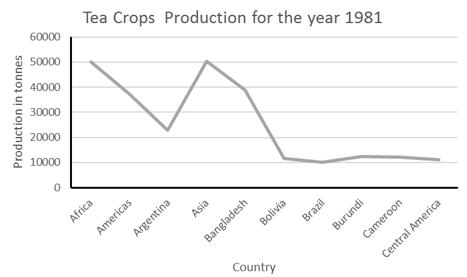 Tea Crops Production for the year 1981
60000
50000
40000
30000
20000
10000
0
Production in tonnes
Africa
Americas
Argentina
Asia
Bangladesh
Bolivia
Brazil
Burundi
Cameroon
Central America
Country